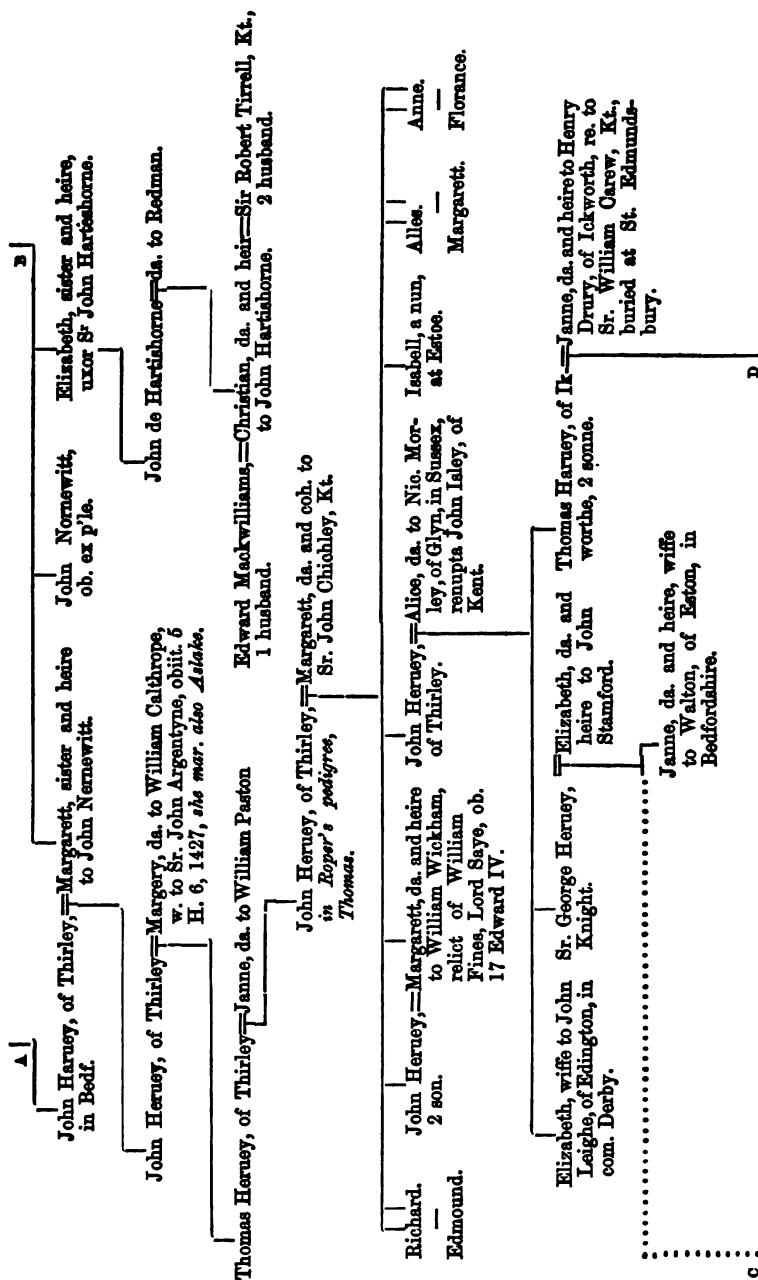 A
B
John Haruey, of Thirley,=Margarett, sister and heire
in Bedf.
to John Nernewitt.
John Nornewitt,
ob. ex p'le.
Elizabeth, sister and heire,
uxor Sr John Harteshorne.
John Heruey, of Thirley=Margery, da. to William Calthrope,
w. to Sr. John Argentyne, obiit. 5
H. 6, 1427, she mar. also Aslake.
John de Hartishorne=da. to Redman.
Thomas Heruey, of Thirley=Janne, da. to William Paston
Edward Mackwilliams,=Christian, da. and heir=Sir Robert Tirrell, Kt.,
1 husband.
to John Hartishorne.
2 husband.
John Heruey, of Thirley,=Margarett, da. and coh. to
in Roper's pedigree,
Sr. John Chichley, Kt.
Thomas.
Richard.
—
Edmound.
John Heruey,=Margarett, da. and heire
2 son.
to William Wickham,
relict of William
Fines, Lord Saye, ob.
17 Edward IV.
John Heruey,=Alice, da. to Nic. Mor-
of Thirley.
ley, of Glyn, in Sussex,
renupta John Isley, of
Kent.
Isabell, a nun,
at Estoe.
Alles.
—
Margarett.
Anne.
—
Florance.
Elizabeth, wiffe to John
Leighe, of Edington, in
com. Derby.
Sr. George Heruey,
Knight.
=Elizabeth, da. and
heire to John
Stamford.
Thomas Haruey, of Ik-=Janne, da. and heire to Henry
worthe, 2 sonne.
Drury, of Ickworth, re. to
Sr. William Carew, Kt.,
buried at St. Edmunds-
bury.
Janne, da. and heire, wiffe
to Walton, of Eston, in
Bedfordshire.
C
D